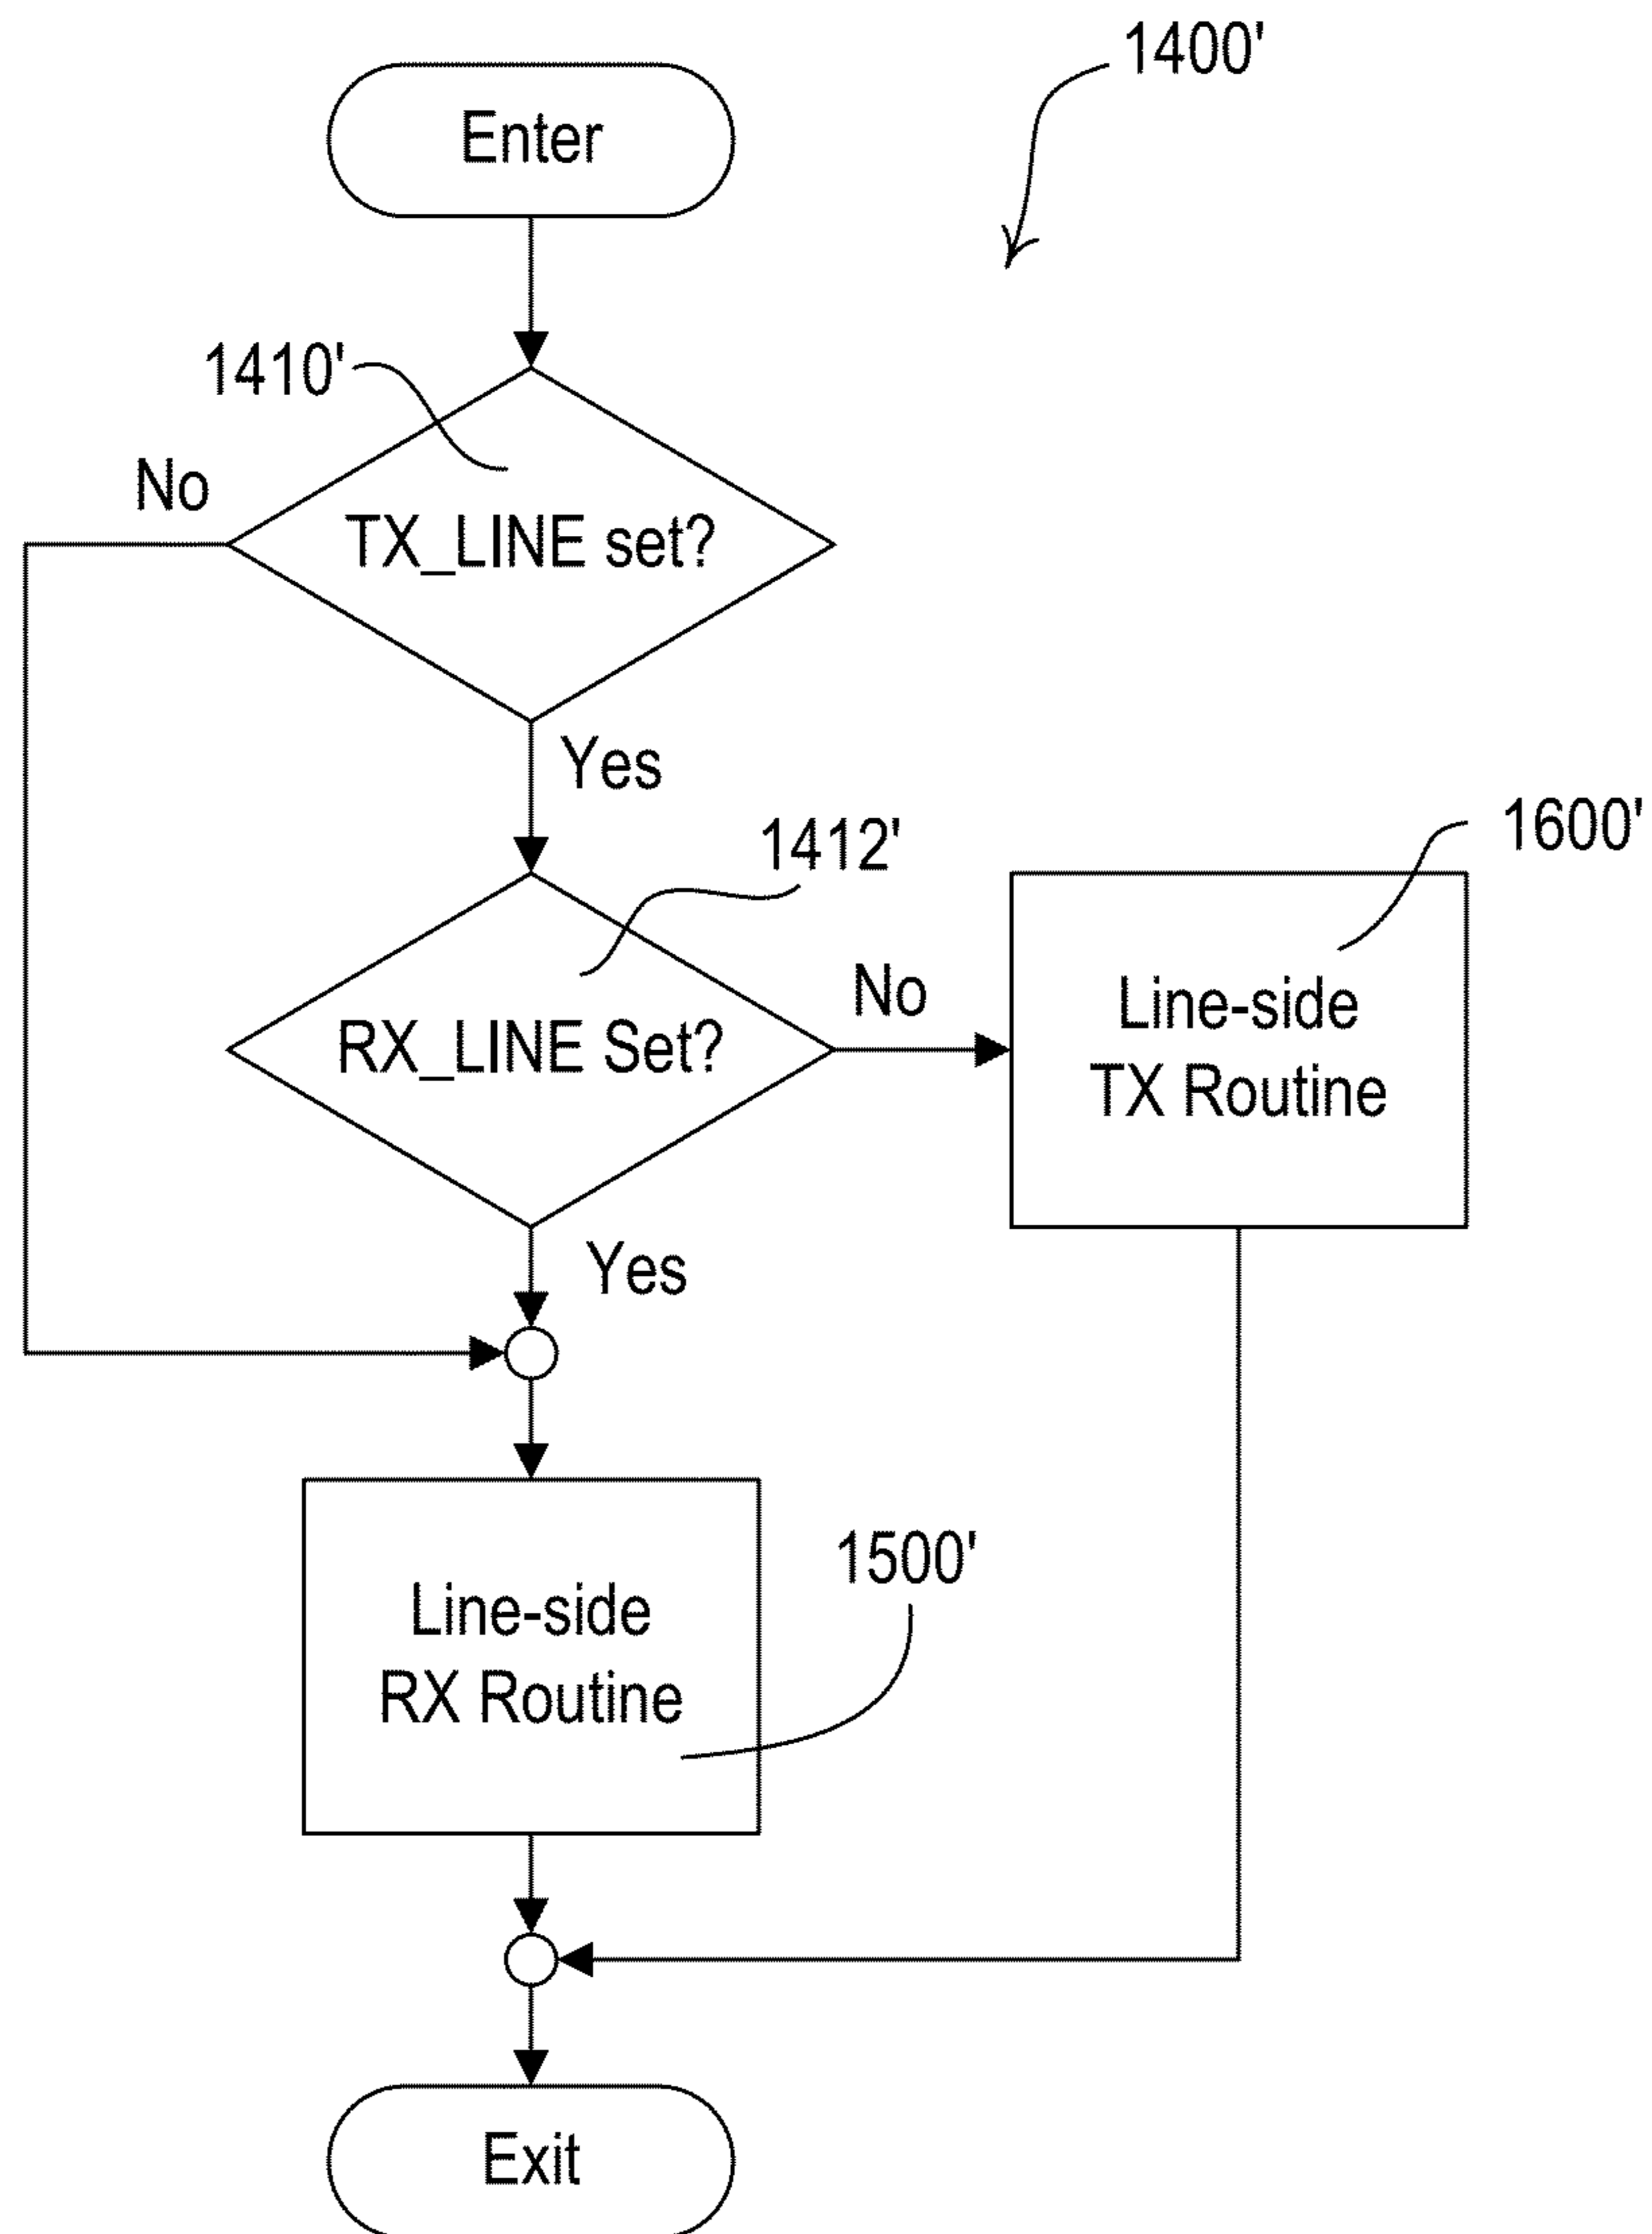 1400'
Enter
1410'
No
TX_LINE set?
Yes
1412'
1600'
No
RX_LINE Set?
Line-side
TX Routine
Yes
1500'
Line-side
RX Routine
Exit